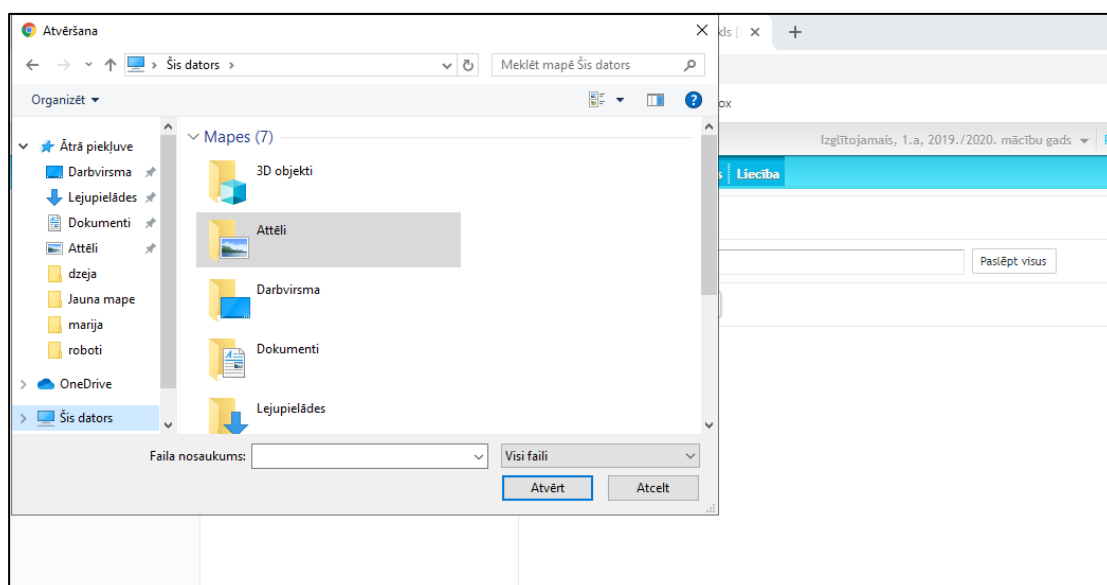 Atvēršana
Šis dators
Meklēt mapē Šis dators
Organizēt
Ātrā piekļuve
Darbvirsma
Lejupielādes
Dokumenti
Attēli
dzeja
Jauna mape
marija
roboti
OneDrive
Šis dators
Mapes (7)
3D objekti
Attēli
Darbvirsma
Dokumenti
Lejupielādes
Faila nosaukums:
Visi faili
Atvērt
Atcelt
Izglītojamais, 1.a, 2019./2020. mācību gads
Liecība
Paslēpt visus